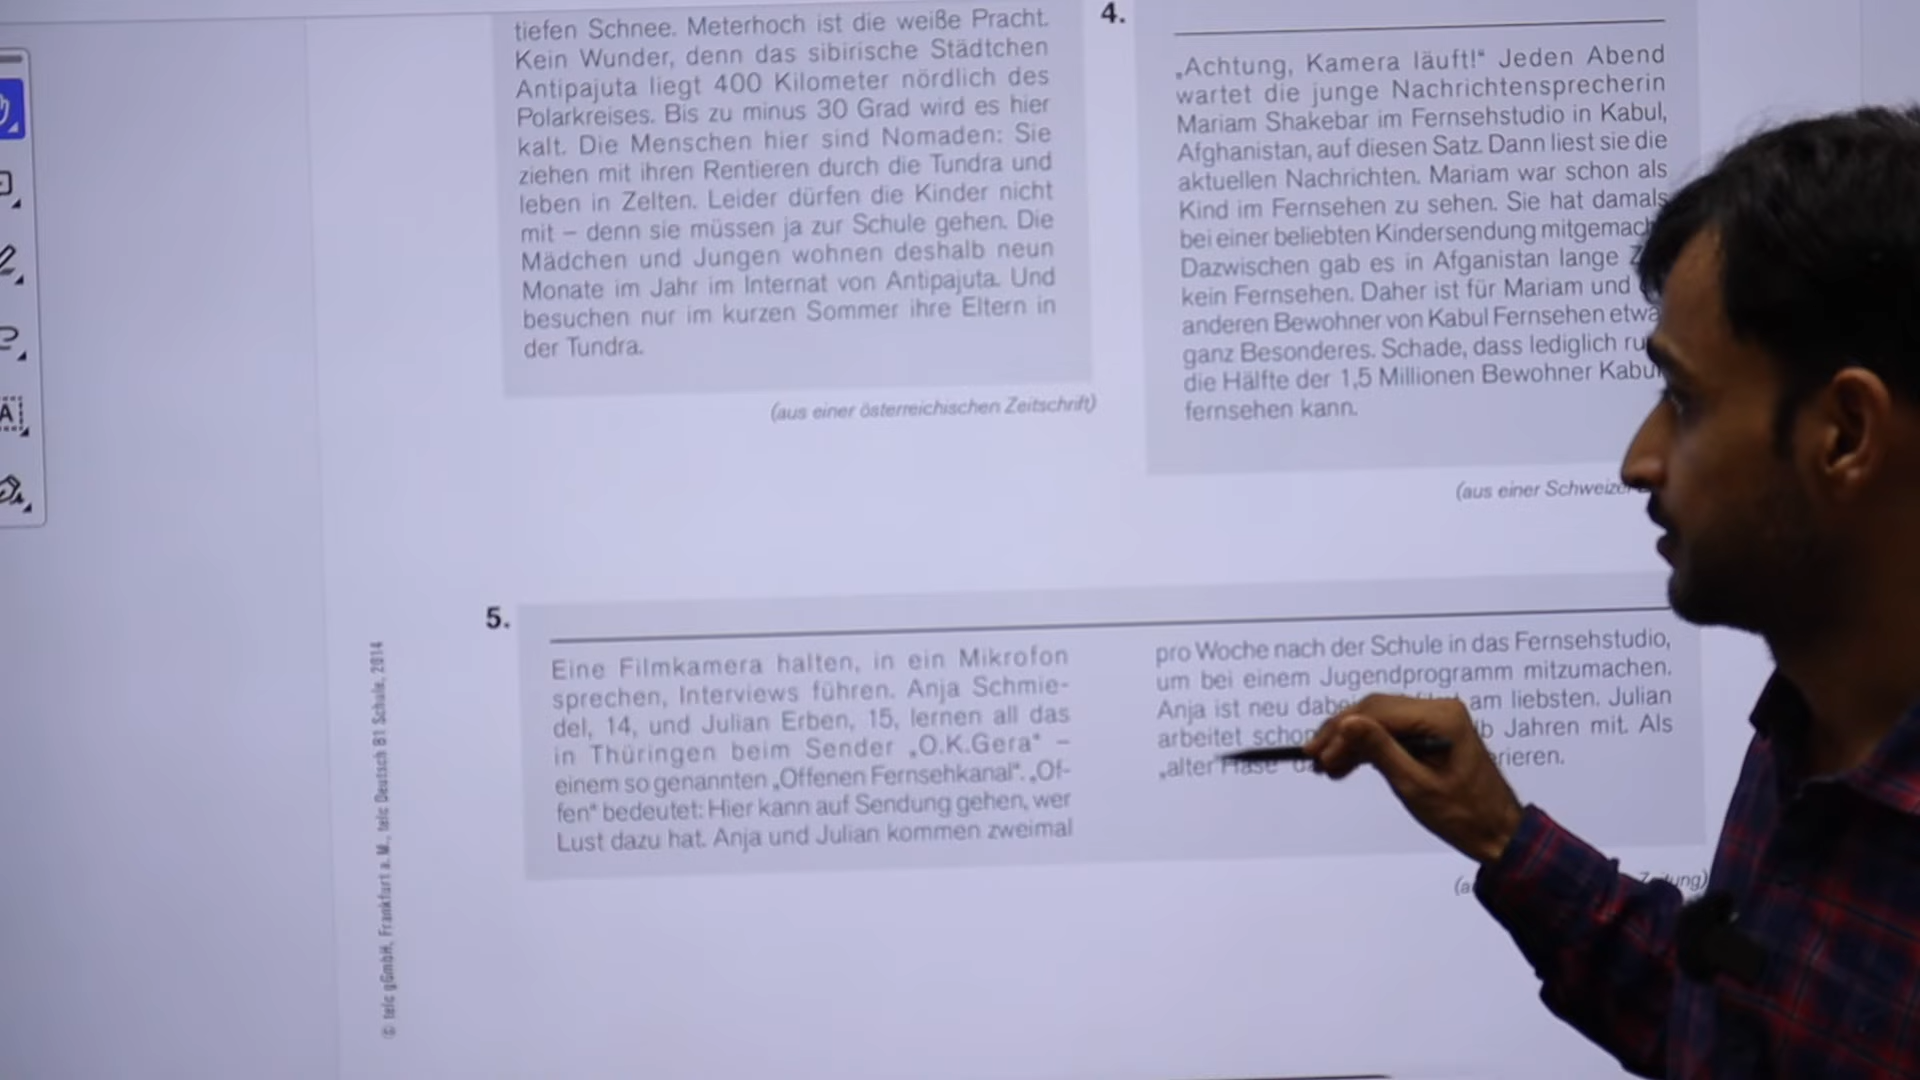 tiefen Schnee. Meterhoch ist die weiße Pracht.
Kein Wunder, denn das sibirische Städtchen
Antipajuta liegt 400 Kilometer nördlich des
Polarkreises. Bis zu minus 30 Grad wird es hier
kalt. Die Menschen hier sind Nomaden: Sie
ziehen mit ihren Rentieren durch die Tundra und
leben in Zelten. Leider dürfen die Kinder nicht
mit – denn sie müssen ja zur Schule gehen. Die
Mädchen und Jungen wohnen deshalb neun
Monate im Jahr im Internat von Antipajuta. Und
besuchen nur im kurzen Sommer ihre Eltern in
der Tundra.
(aus einer österreichischen Zeitschrift)
4.
„Achtung, Kamera läuft!“ Jeden Abend
wartet die junge Nachrichtensprecherin
Mariam Shakebar im Fernsehstudio in Kabul,
Afghanistan, auf diesen Satz. Dann liest sie die
aktuellen Nachrichten. Mariam war schon als
Kind im Fernsehen zu sehen. Sie hat damals
bei einer beliebten Kindersendung mitgemach
Dazwischen gab es in Afganistan lange
kein Fernsehen. Daher ist für Mariam und
anderen Bewohner von Kabul Fernsehen etwa
ganz Besonderes. Schade, dass lediglich
die Hälfte der 1,5 Millionen Bewohner Kabul
fernsehen kann.
(aus einer Schweizer
5.
Eine Filmkamera halten, in ein Mikrofon
sprechen, Interviews führen. Anja Schmie-
del, 14, und Julian Erben, 15, lernen all das
in Thüringen beim Sender „O.K.Gera“ –
einem so genannten „Offenen Fernsehkanal“. „Of-
fen“ bedeutet: Hier kann auf Sendung gehen, wer
Lust dazu hat. Anja und Julian kommen zweimal
pro Woche nach der Schule in das Fernsehstudio,
um bei einem Jugendprogramm mitzumachen.
Anja ist neu dabei am liebsten. Julian
arbeitet schon Jahren mit. Als
„alter Hase“
Zeitung)
© telc gGmbH, Frankfurt a. M., telc Deutsch B1 Schule, 2014
A